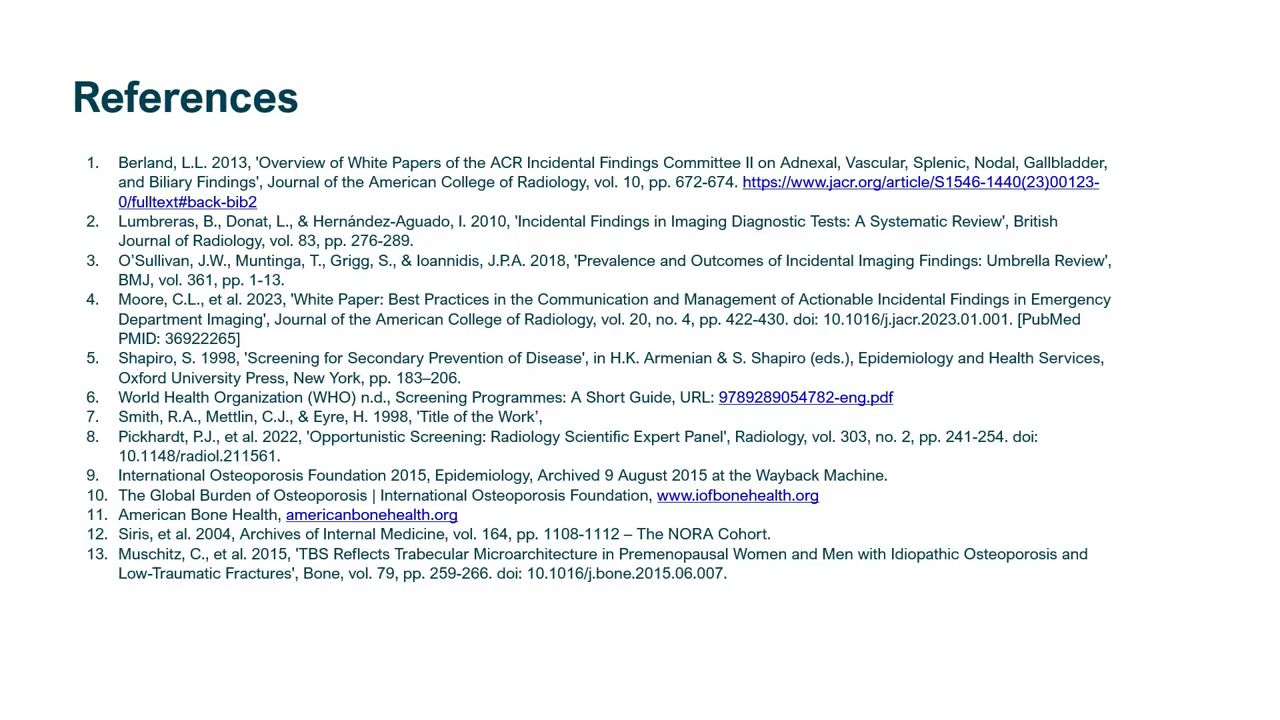 References
1. Berland, L.L. 2013, 'Overview of White Papers of the ACR Incidental Findings Committee II on Adnexal, Vascular, Splenic, Nodal, Gallbladder,
and Biliary Findings', Journal of the American College of Radiology, vol. 10, pp. 672-674. https://www.jacr.org/article/S1546-1440(23)00123-
0/fulltext#back-bib2
2. Lumbreras, B., Donat, L., & Hernández-Aguado, I. 2010, 'Incidental Findings in Imaging Diagnostic Tests: A Systematic Review', British
Journal of Radiology, vol. 83, pp. 276-289.
3. O’Sullivan, J.W., Muntinga, T., Grigg, S., & Ioannidis, J.P.A. 2018, 'Prevalence and Outcomes of Incidental Imaging Findings: Umbrella Review',
BMJ, vol. 361, pp. 1-13.
4. Moore, C.L., et al. 2023, 'White Paper: Best Practices in the Communication and Management of Actionable Incidental Findings in Emergency
Department Imaging', Journal of the American College of Radiology, vol. 20, no. 4, pp. 422-430. doi: 10.1016/j.jacr.2023.01.001. [PubMed
PMID: 36922265]
5. Shapiro, S. 1998, 'Screening for Secondary Prevention of Disease', in H.K. Armenian & S. Shapiro (eds.), Epidemiology and Health Services,
Oxford University Press, New York, pp. 183–206.
6. World Health Organization (WHO) n.d., Screening Programmes: A Short Guide, URL: 9789289054782-eng.pdf
7. Smith, R.A., Mettlin, C.J., & Eyre, H. 1998, 'Title of the Work’,
8. Pickhardt, P.J., et al. 2022, 'Opportunistic Screening: Radiology Scientific Expert Panel', Radiology, vol. 303, no. 2, pp. 241-254. doi:
10.1148/radiol.211561.
9. International Osteoporosis Foundation 2015, Epidemiology, Archived 9 August 2015 at the Wayback Machine.
10. The Global Burden of Osteoporosis | International Osteoporosis Foundation, www.iofbonehealth.org
11. American Bone Health, americanbonehealth.org
12. Siris, et al. 2004, Archives of Internal Medicine, vol. 164, pp. 1108-1112 – The NORA Cohort.
13. Muschitz, C., et al. 2015, 'TBS Reflects Trabecular Microarchitecture in Premenopausal Women and Men with Idiopathic Osteoporosis and
Low-Traumatic Fractures', Bone, vol. 79, pp. 259-266. doi: 10.1016/j.bone.2015.06.007.